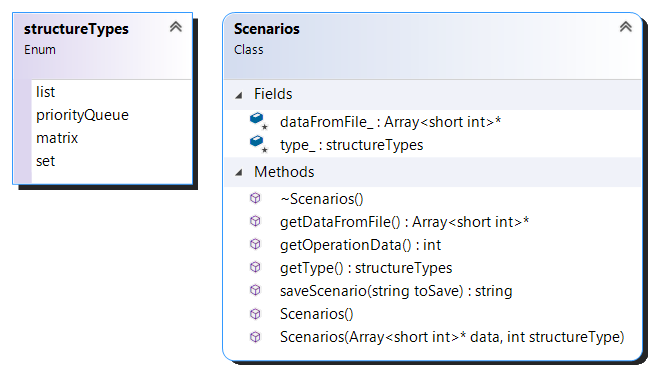 structureTypes
Enum
list
priorityQueue
matrix
set
Scenarios
Class
Fields
dataFromFile_ : Array<short int>*
type_ : structureTypes
Methods
~Scenarios()
getDataFromFile() : Array<short int>*
getOperationData() : int
getType() : structureTypes
saveScenario(string toSave) : string
Scenarios()
Scenarios(Array<short int>* data, int structureType)